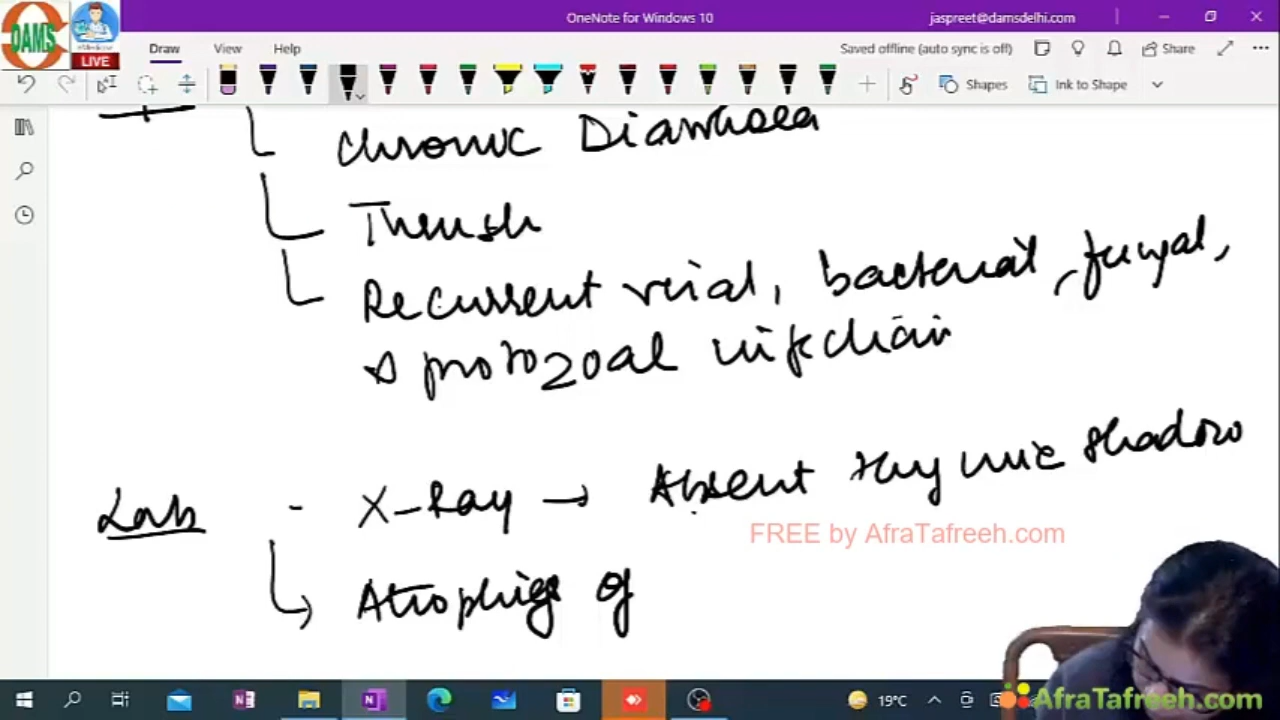 DAMS
eMedicoz
LIVE
OneNote for Windows 10
jaspreet@damsdelhi.com
Draw View Help
Saved offline (auto sync is off)
Share
Shapes
Ink to Shape
Chronic Diarrhoea
Thrush
Recurrent viral, bacterial, fungal,
& protozoal infection
Lab - X-Ray → Absent thymic shadow
FREE by AfraTafreeh.com
Atrophic of
19°C
AfraTafreeh.com